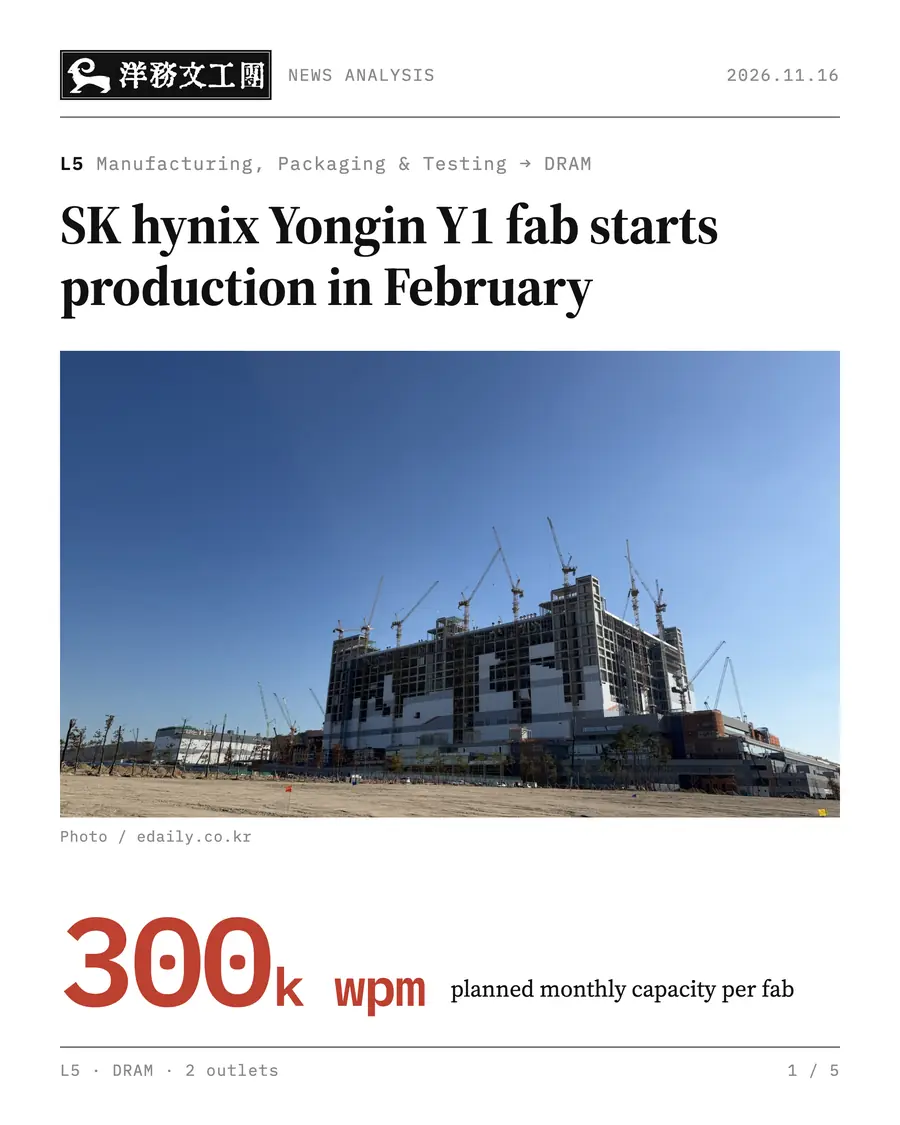 洋務文工團
NEWS ANALYSIS
2026.11.16
L5 Manufacturing, Packaging & Testing → DRAM
SK hynix Yongin Y1 fab starts
production in February
Photo / edaily.co.kr
300k wpm planned monthly capacity per fab
L5 · DRAM · 2 outlets
1 / 5